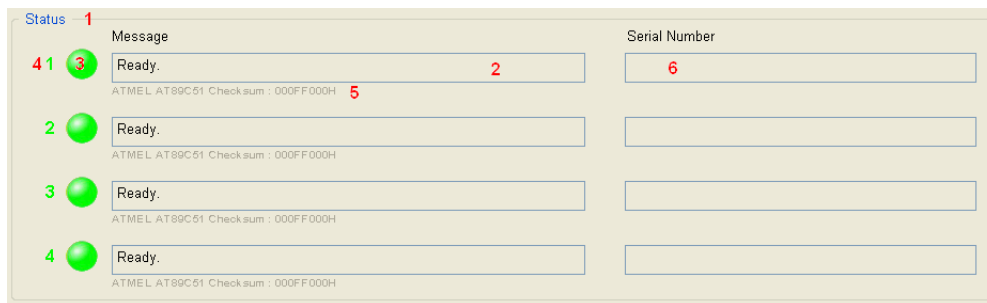 Status 1
Message Serial Number
4 1 3 Ready. 2 6
ATMEL AT89C51 Checksum : 000FF000H 5
2 Ready.
ATMEL AT89C51 Checksum : 000FF000H
3 Ready.
ATMEL AT89C51 Checksum : 000FF000H
4 Ready.
ATMEL AT89C51 Checksum : 000FF000H